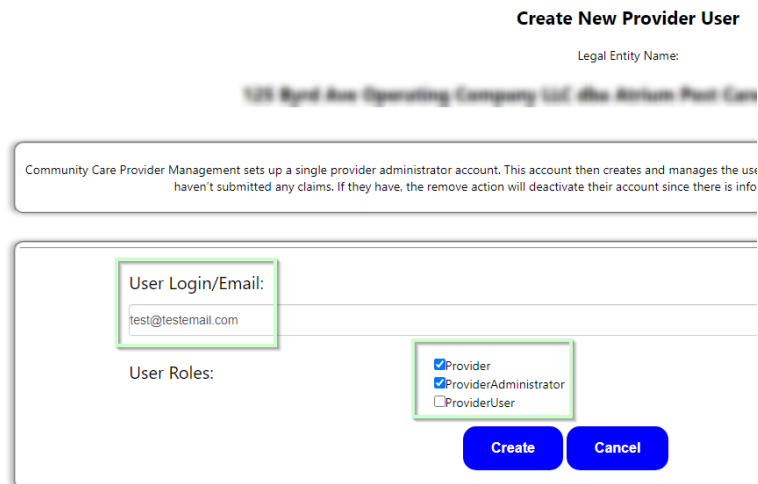 Create New Provider User
Legal Entity Name:
Community Care Provider Management sets up a single provider administrator account. This account then creates and manages the use
haven't submitted any claims. If they have, the remove action will deactivate their account since there is info
User Login/Email:
test@testemail.com
User Roles:
Provider
ProviderAdministrator
ProviderUser
Create Cancel